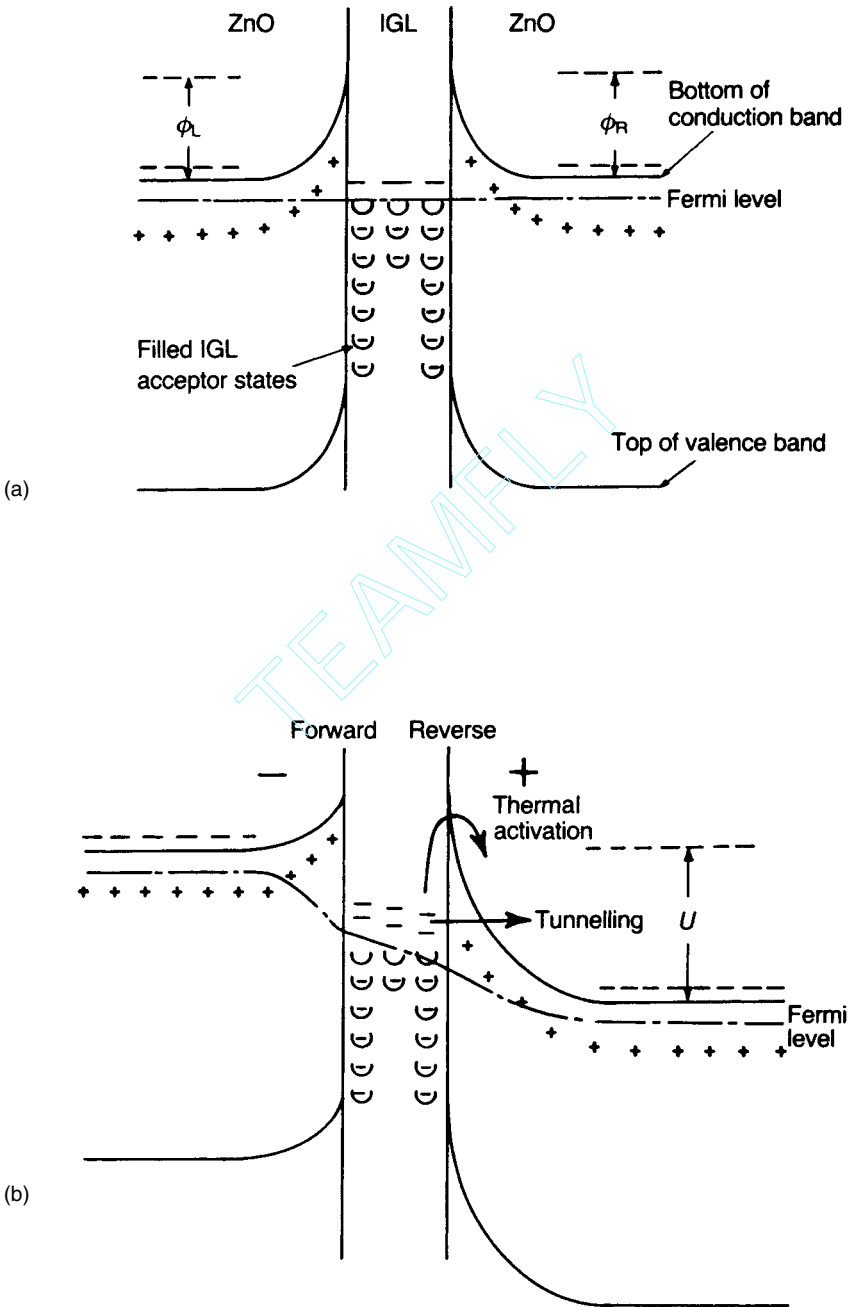 ZnO IGL ZnO
ϕL
ϕR
Bottom of
conduction band
Fermi level
Filled IGL
acceptor states
Top of valence band
(a)
TEAMFLY
Forward Reverse
− +
Thermal
activation
Tunnelling
U
Fermi
level
(b)